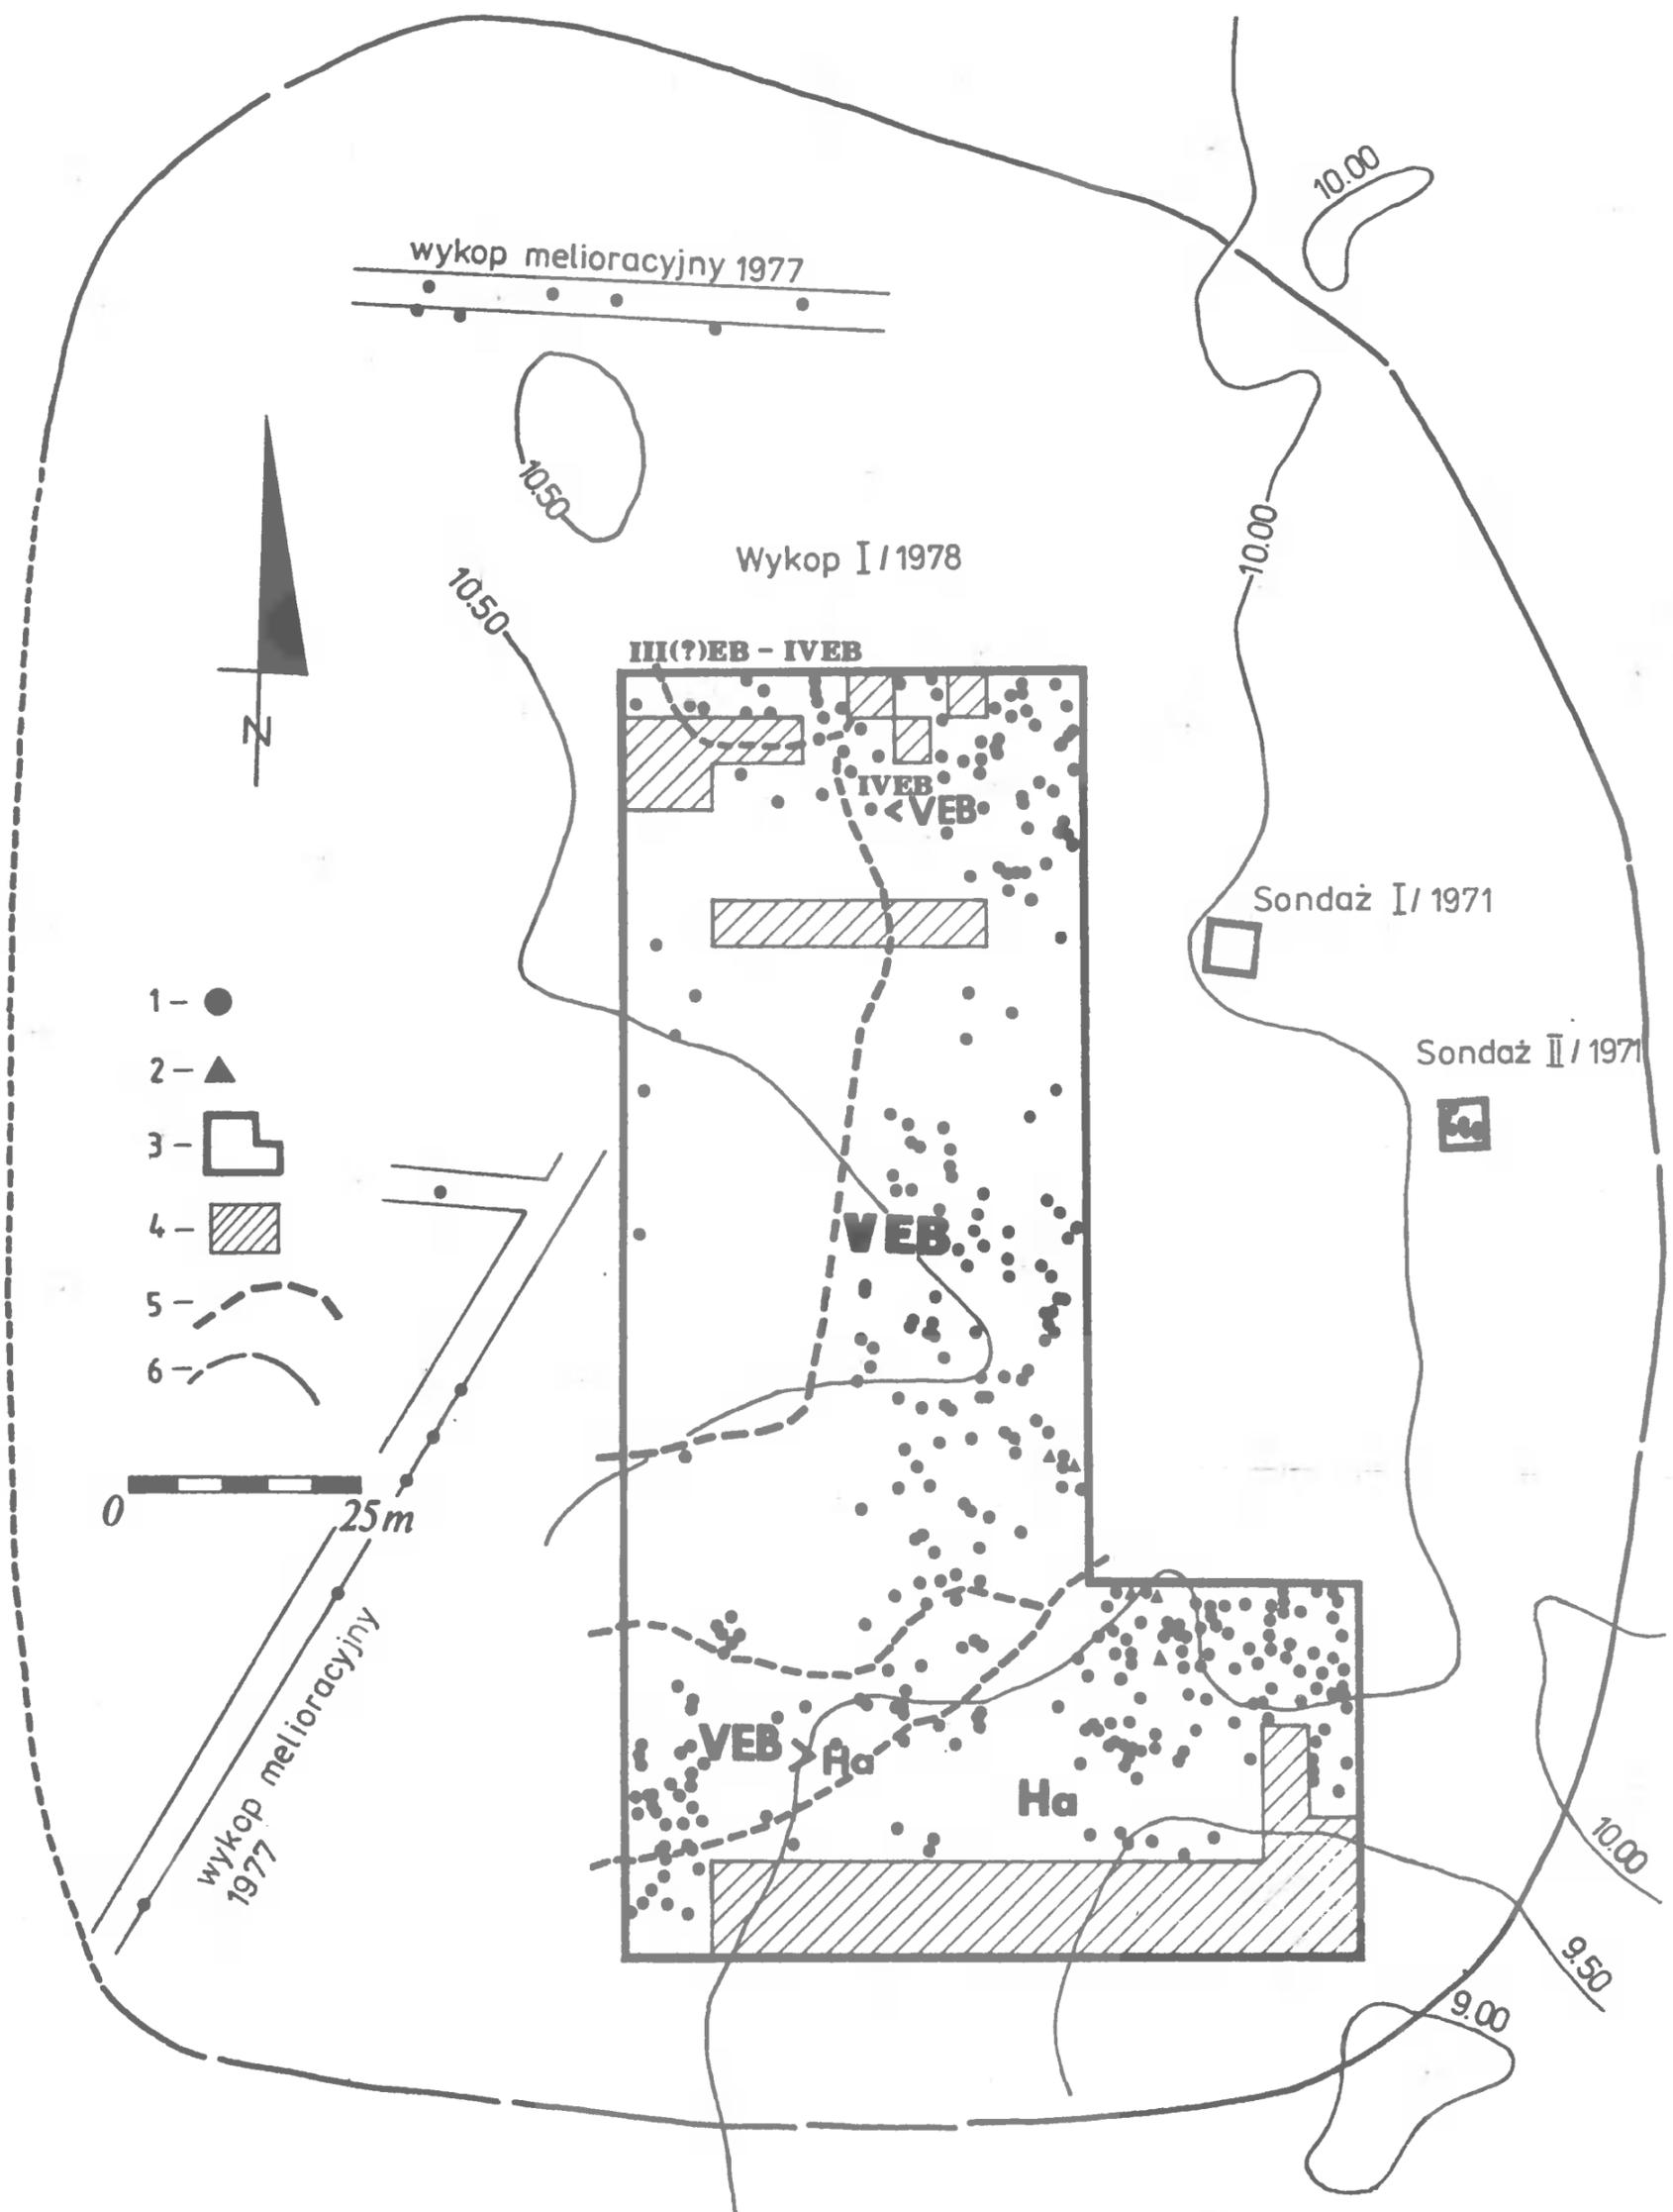 10.00
wykop melioracyjny 1977
10.50
Wykop I/1978
10.00
10.50
III(?)EB - IVEB
N
IVEB
< VEB
Sondaż I/1971
1 -
Sondaż II/1971
2 -
3 -
4 -
VEB
5 -
6 -
0 25m
wykop melioracyjny
1977
VEB > Ha
Ha
10.00
9.50
9.00